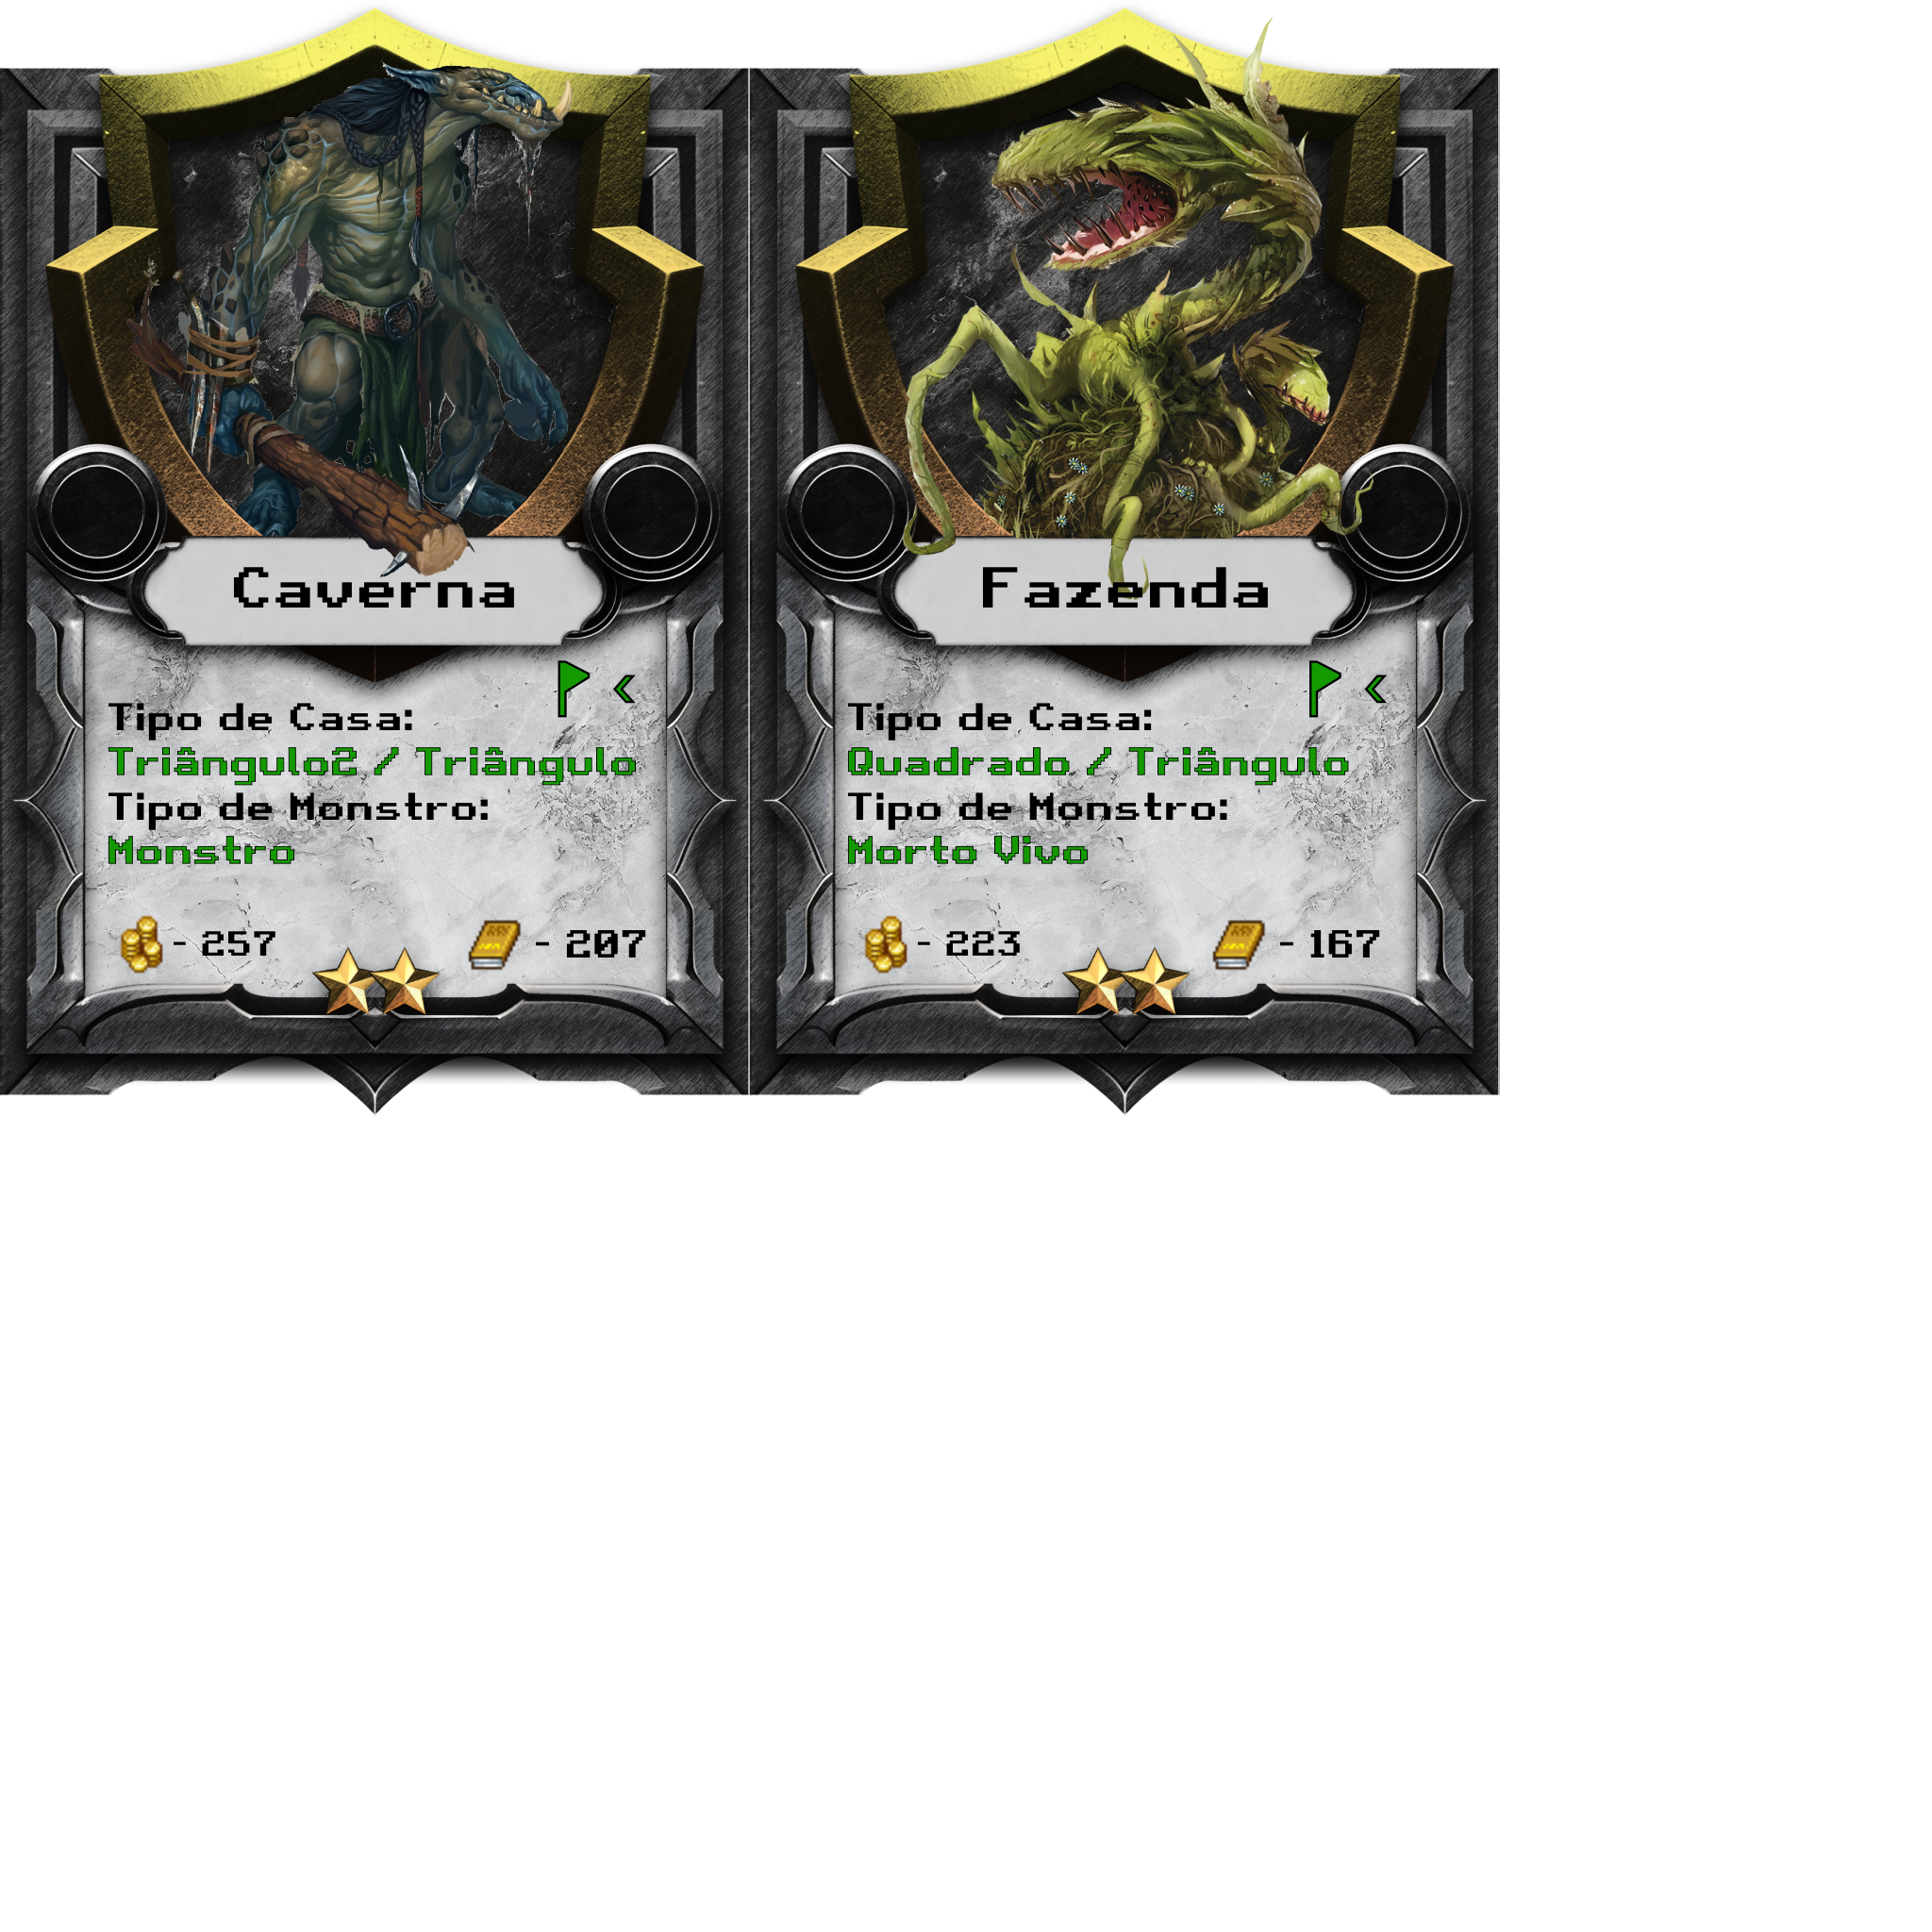 Caverna
Tipo de Casa:
Triângulo2 / Triângulo
Tipo de Monstro:
Monstro
- 257
- 207
Fazenda
Tipo de Casa:
Quadrado / Triângulo
Tipo de Monstro:
Morto Vivo
- 223
- 167